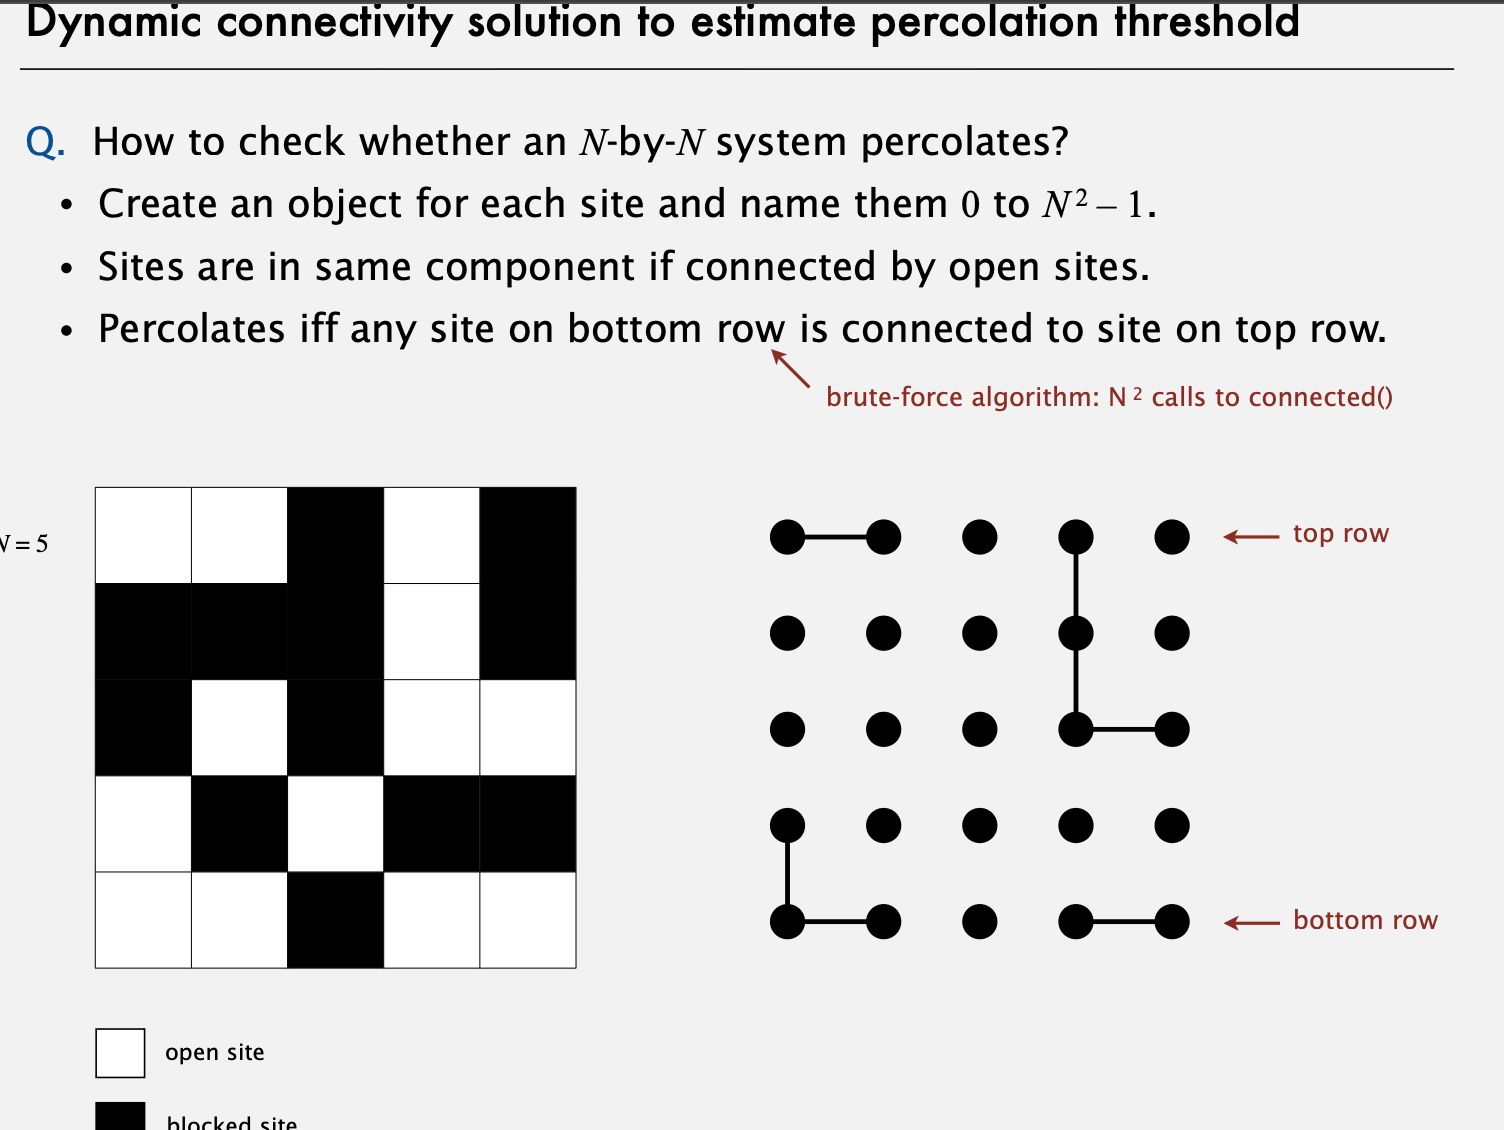 Dynamic connectivity solution to estimate percolation threshold
Q. How to check whether an N-by-N system percolates?
• Create an object for each site and name them 0 to N² – 1.
• Sites are in same component if connected by open sites.
• Percolates iff any site on bottom row is connected to site on top row.
brute-force algorithm: N² calls to connected()
N = 5
top row
bottom row
open site
blocked site